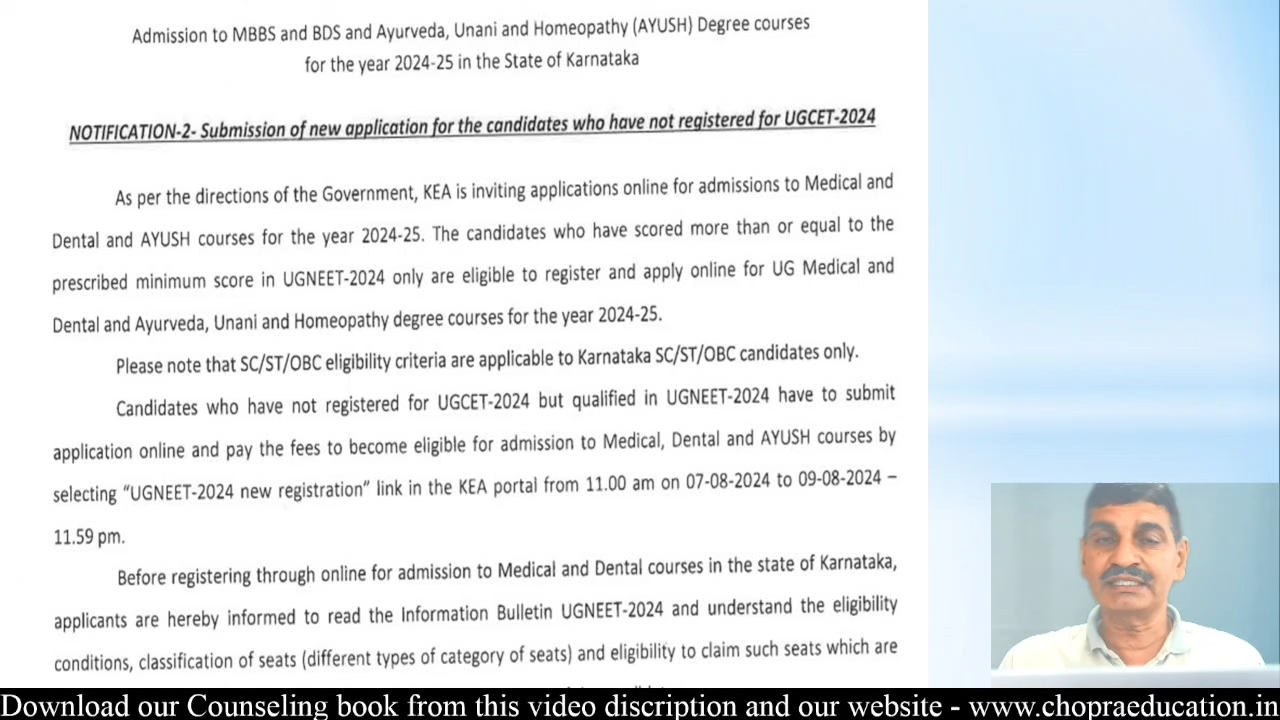 Admission to MBBS and BDS and Ayurveda, Unani and Homeopathy (AYUSH) Degree courses
for the year 2024-25 in the State of Karnataka
NOTIFICATION-2- Submission of new application for the candidates who have not registered for UGCET-2024
As per the directions of the Government, KEA is inviting applications online for admissions to Medical and
Dental and AYUSH courses for the year 2024-25. The candidates who have scored more than or equal to the
prescribed minimum score in UGNEET-2024 only are eligible to register and apply online for UG Medical and
Dental and Ayurveda, Unani and Homeopathy degree courses for the year 2024-25.
Please note that SC/ST/OBC eligibility criteria are applicable to Karnataka SC/ST/OBC candidates only.
Candidates who have not registered for UGCET-2024 but qualified in UGNEET-2024 have to submit
application online and pay the fees to become eligible for admission to Medical, Dental and AYUSH courses by
selecting “UGNEET-2024 new registration” link in the KEA portal from 11.00 am on 07-08-2024 to 09-08-2024 –
11.59 pm.
Before registering through online for admission to Medical and Dental courses in the state of Karnataka,
applicants are hereby informed to read the Information Bulletin UGNEET-2024 and understand the eligibility
conditions, classification of seats (different types of category of seats) and eligibility to claim such seats which are
Download our Counseling book from this video discription and our website - www.chopraeducation.in